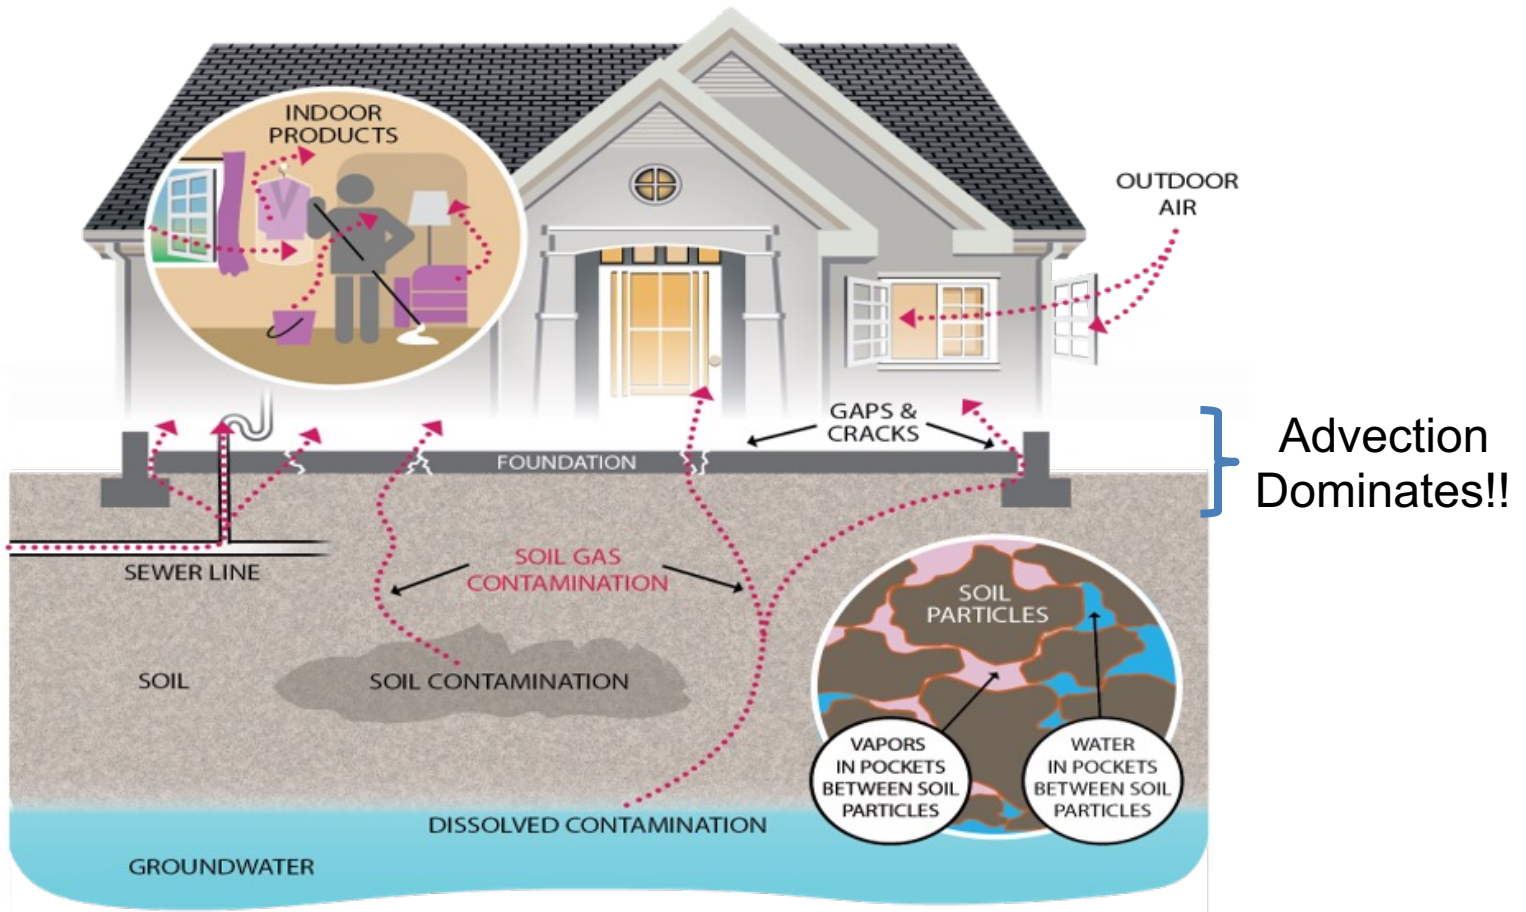 INDOOR
PRODUCTS
OUTDOOR
AIR
GAPS &
CRACKS
Advection
Dominates!!
FOUNDATION
SEWER LINE
SOIL GAS
CONTAMINATION
SOIL
PARTICLES
SOIL
SOIL CONTAMINATION
VAPORS
IN POCKETS
BETWEEN SOIL
PARTICLES
WATER
IN POCKETS
BETWEEN SOIL
PARTICLES
DISSOLVED CONTAMINATION
GROUNDWATER